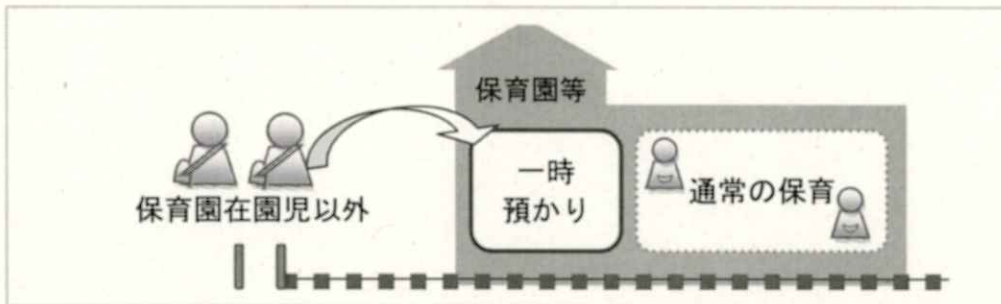 保育園等
一時
預かり
通常の保育
保育園在園児以外